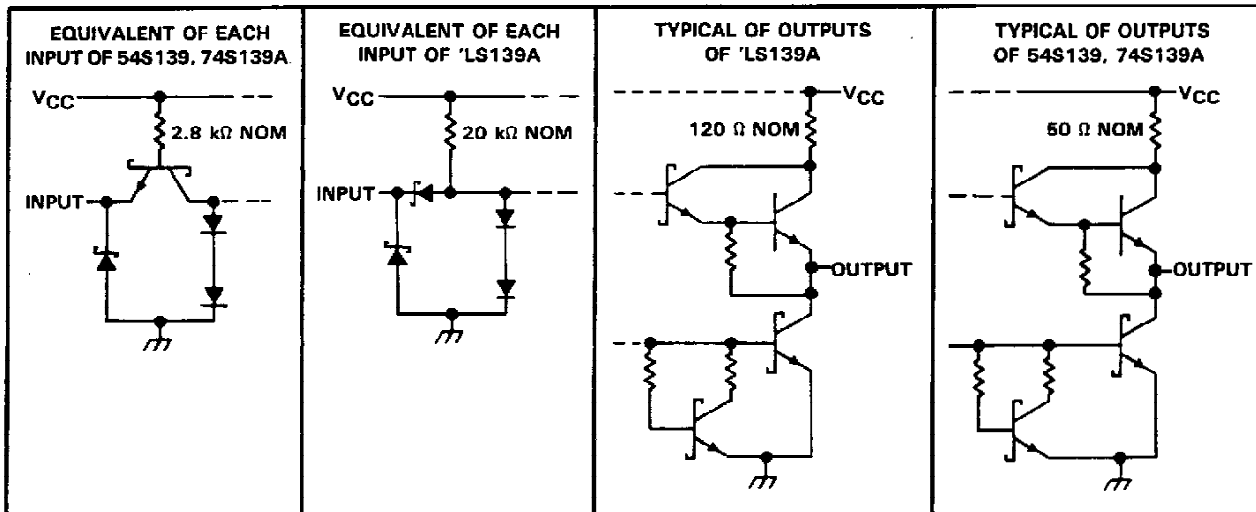 EQUIVALENT OF EACH
INPUT OF 54S139, 74S139A
VCC
2.8 kΩ NOM
INPUT
EQUIVALENT OF EACH
INPUT OF 'LS139A
VCC
20 kΩ NOM
INPUT
TYPICAL OF OUTPUTS
OF 'LS139A
VCC
120 Ω NOM
OUTPUT
TYPICAL OF OUTPUTS
OF 54S139, 74S139A
VCC
50 Ω NOM
OUTPUT